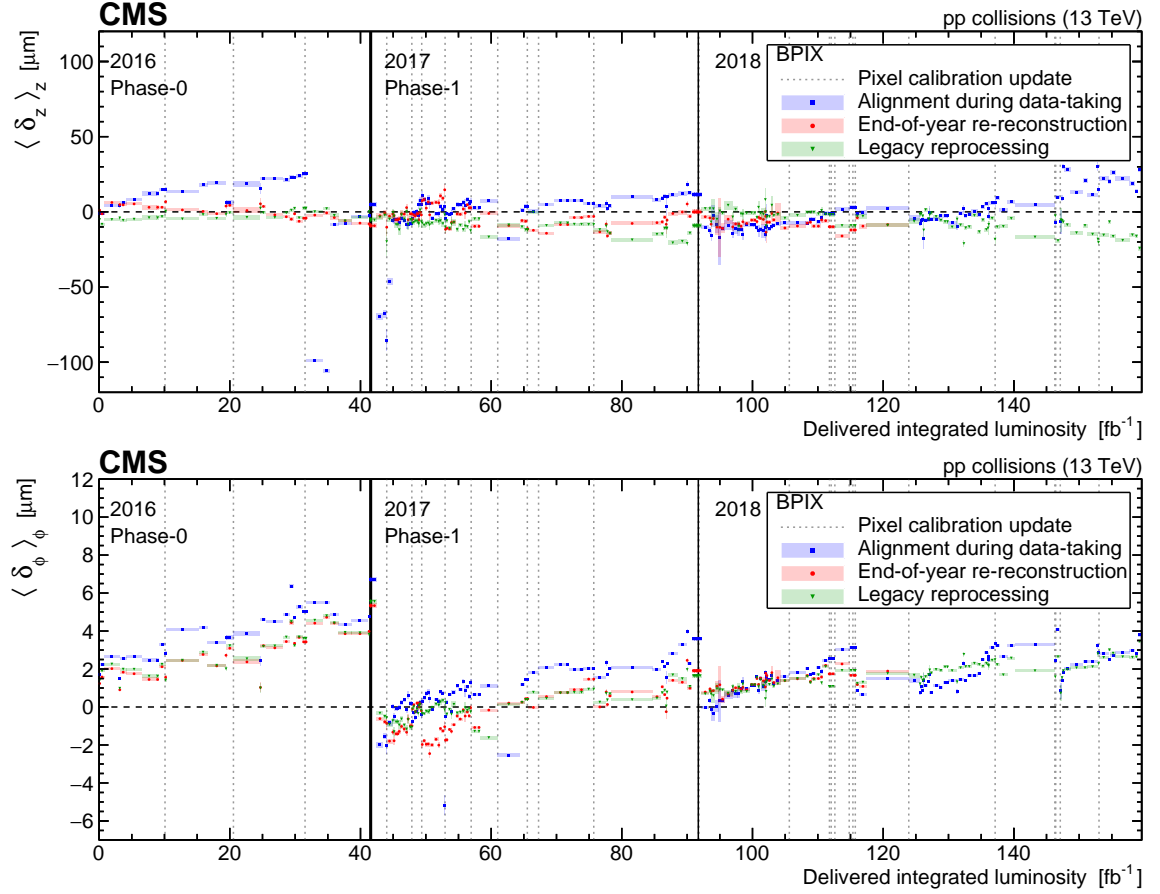 CMS
pp collisions (13 TeV)
⟨ δz ⟩z [μm]
100
50
0
−50
−100
2016
Phase-0
2017
Phase-1
2018
BPIX
Pixel calibration update
Alignment during data-taking
End-of-year re-reconstruction
Legacy reprocessing
0 20 40 60 80 100 120 140
Delivered integrated luminosity [fb-1]
CMS
pp collisions (13 TeV)
⟨ δϕ ⟩ϕ [μm]
12
10
8
6
4
2
0
−2
−4
−6
2016
Phase-0
2017
Phase-1
2018
BPIX
Pixel calibration update
Alignment during data-taking
End-of-year re-reconstruction
Legacy reprocessing
0 20 40 60 80 100 120 140
Delivered integrated luminosity [fb-1]